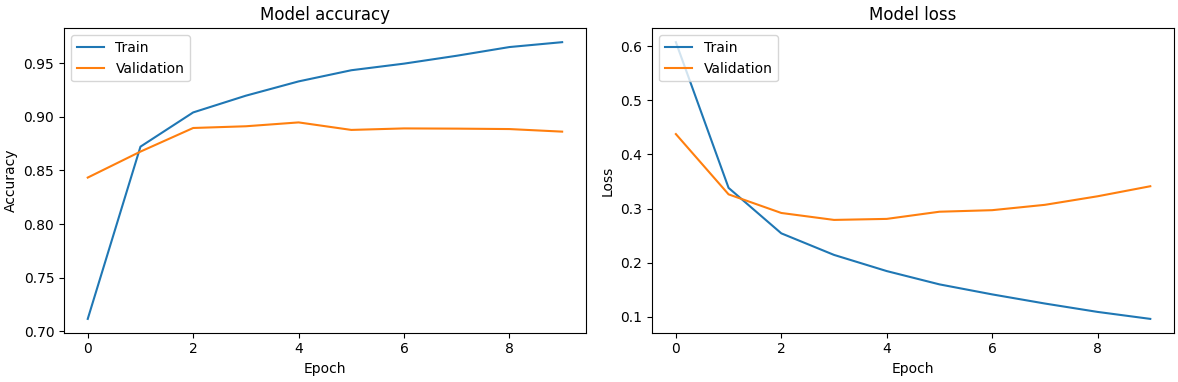 Model accuracy
Train
Validation
0.95
0.90
0.85
0.80
0.75
0.70
Accuracy
0 2 4 6 8
Epoch
Model loss
Train
Validation
0.6
0.5
0.4
0.3
0.2
0.1
Loss
0 2 4 6 8
Epoch